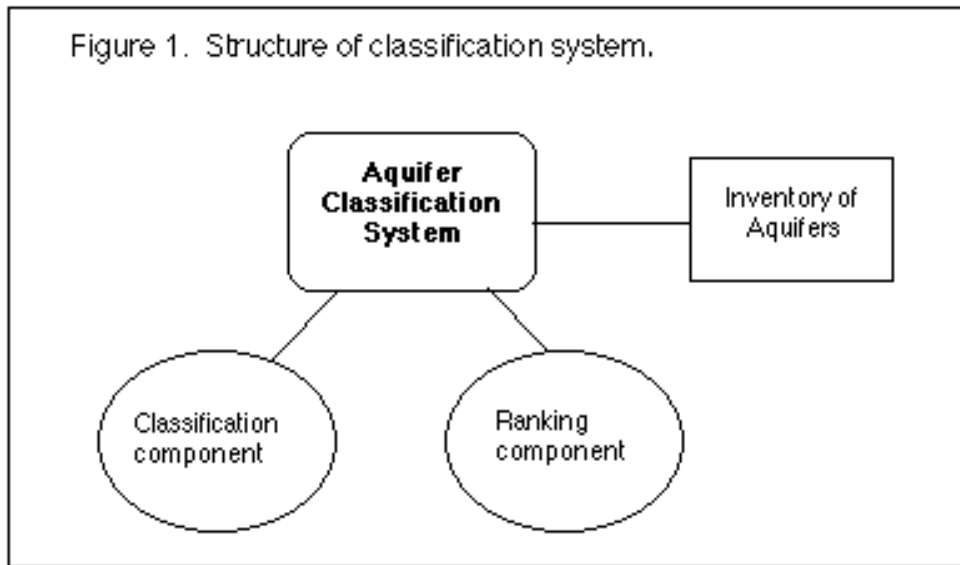 Figure 1. Structure of classification system.
Aquifer
Classification
System
Inventory of
Aquifers
Classification
component
Ranking
component